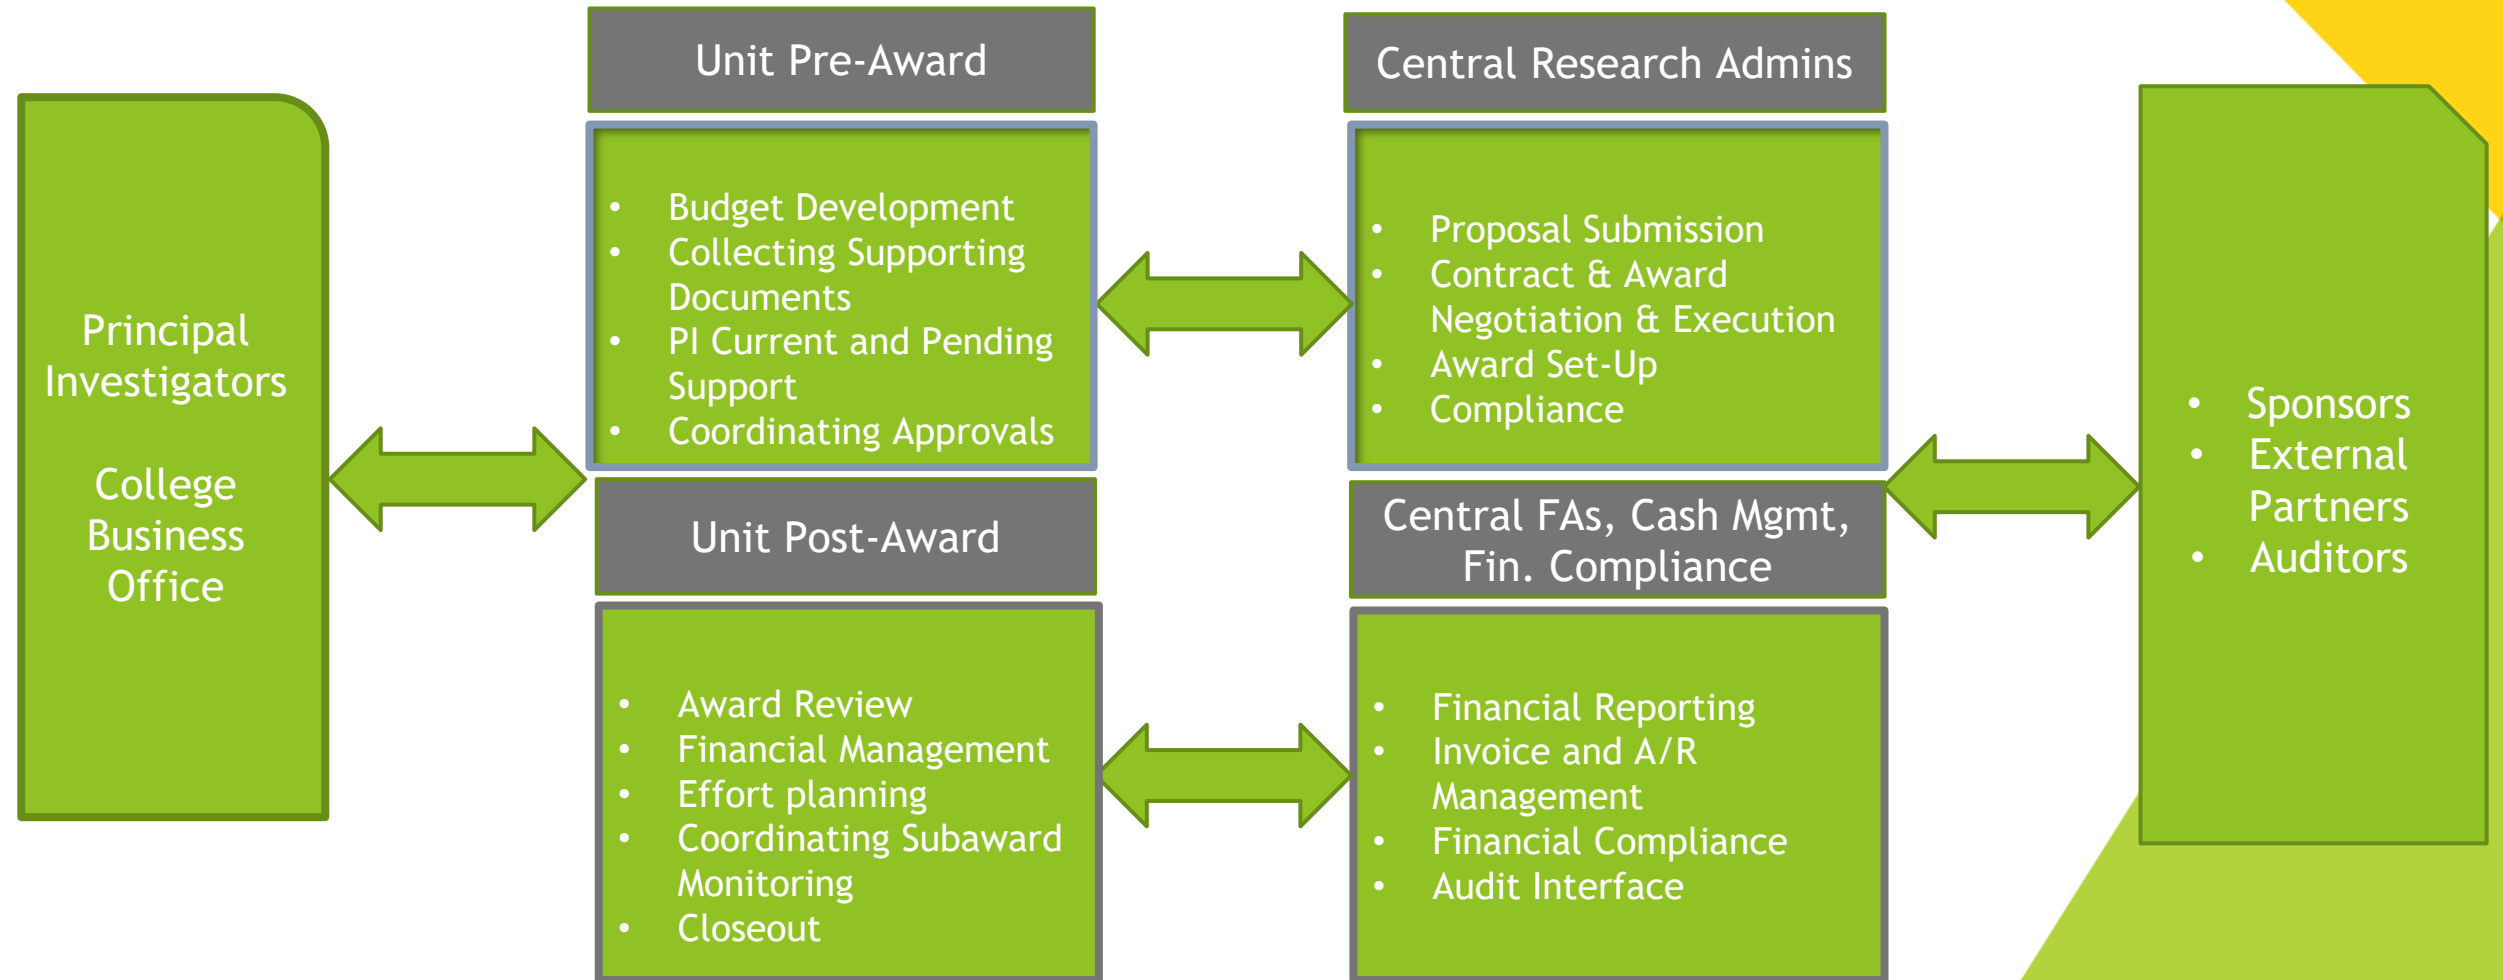 Principal
Investigators
College
Business
Office
Unit Pre-Award
• Budget Development
• Collecting Supporting
Documents
• PI Current and Pending
Support
• Coordinating Approvals
Unit Post-Award
• Award Review
• Financial Management
• Effort planning
• Coordinating Subaward
Monitoring
• Closeout
Central Research Admins
• Proposal Submission
• Contract & Award
Negotiation & Execution
• Award Set-Up
• Compliance
Central FAs, Cash Mgmt,
Fin. Compliance
• Financial Reporting
• Invoice and A/R
Management
• Financial Compliance
• Audit Interface
• Sponsors
• External
Partners
• Auditors